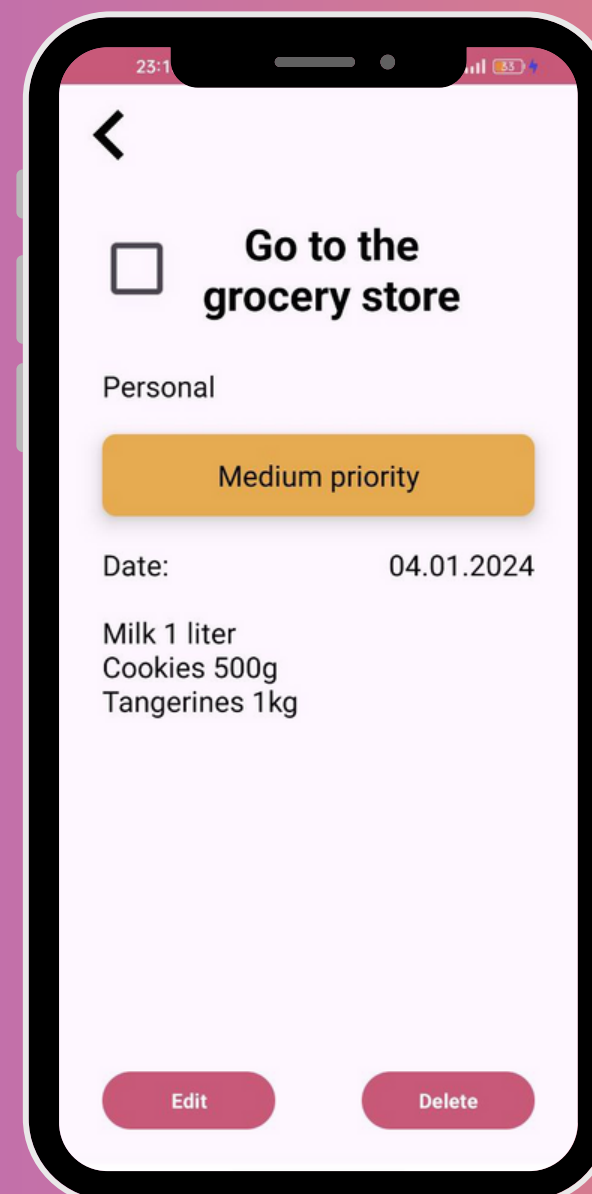 33
Go to the
grocery store
Personal
Medium priority
Date: 04.01.2024
Milk 1 liter
Cookies 500g
Tangerines 1kg
Edit Delete